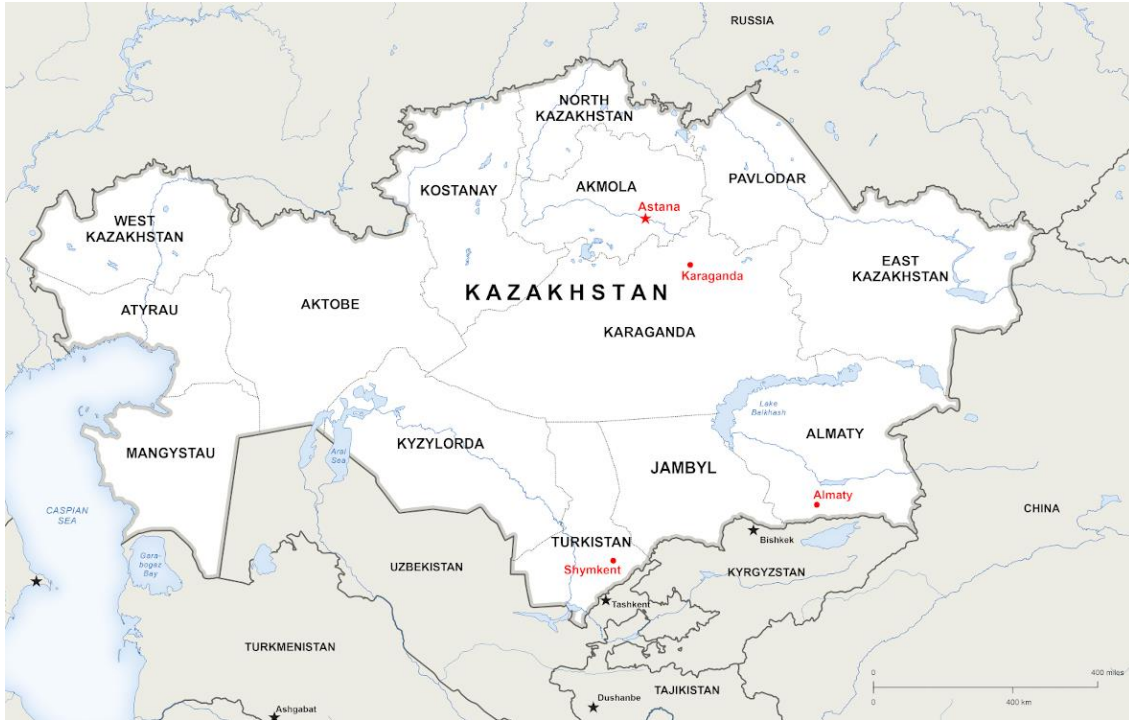 RUSSIA
NORTH
KAZAKHSTAN
KOSTANAY
AKMOLA
PAVLODAR
Astana
WEST
KAZAKHSTAN
EAST
KAZAKHSTAN
Karaganda
KAZAKHSTAN
ATYRAU
AKTOBE
KARAGANDA
Lake
Balkhash
KYZYLORDA
ALMATY
MANGYSTAU
Aral
Sea
JAMBYL
Almaty
CASPIAN
SEA
CHINA
TURKISTAN
Bishkek
Gara-
bogaz
Bay
UZBEKISTAN
Shymkent
KYRGYZSTAN
Tashkent
TURKMENISTAN
0
400 miles
TAJIKISTAN
Dushanbe
400 km
Ashgabat